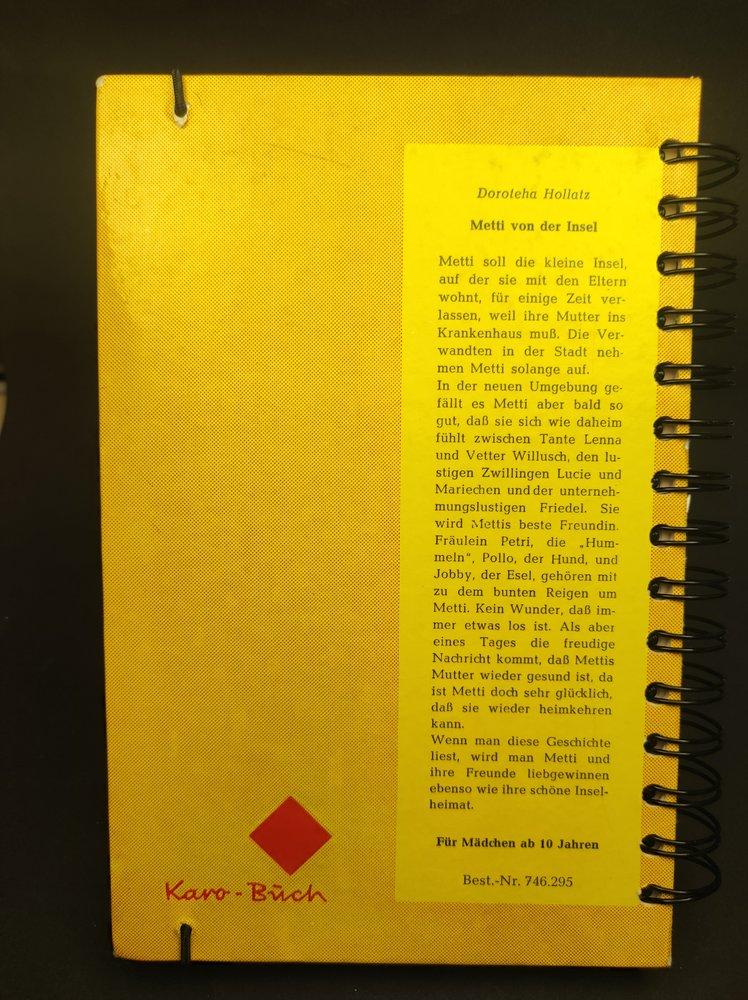 Doroteha Hollatz
Metti von der Insel
Metti soll die kleine Insel,
auf der sie mit den Eltern
wohnt, für einige Zeit ver-
lassen, weil ihre Mutter ins
Krankenhaus muß. Die Ver-
wandten in der Stadt neh-
men Metti solange auf.
In der neuen Umgebung ge-
fällt es Metti aber bald so
gut, daß sie sich wie daheim
fühlt zwischen Tante Lenna
und Vetter Willusch, den lu-
stigen Zwillingen Lucie und
Mariechen und der unterneh-
mungslustigen Friedel. Sie
wird Mettis beste Freundin.
Fräulein Petri, die „Hum-
meln“, Pollo, der Hund, und
Jobby, der Esel, gehören mit
zu dem bunten Reigen um
Metti. Kein Wunder, daß im-
mer etwas los ist. Als aber
eines Tages die freudige
Nachricht kommt, daß Mettis
Mutter wieder gesund ist, da
ist Metti doch sehr glücklich,
daß sie wieder heimkehren
kann.
Wenn man diese Geschichte
liest, wird man Metti und
ihre Freunde liebgewinnen
ebenso wie ihre schöne Insel-
heimat.
Für Mädchen ab 10 Jahren
Best.-Nr. 746.295
Karo-Buch